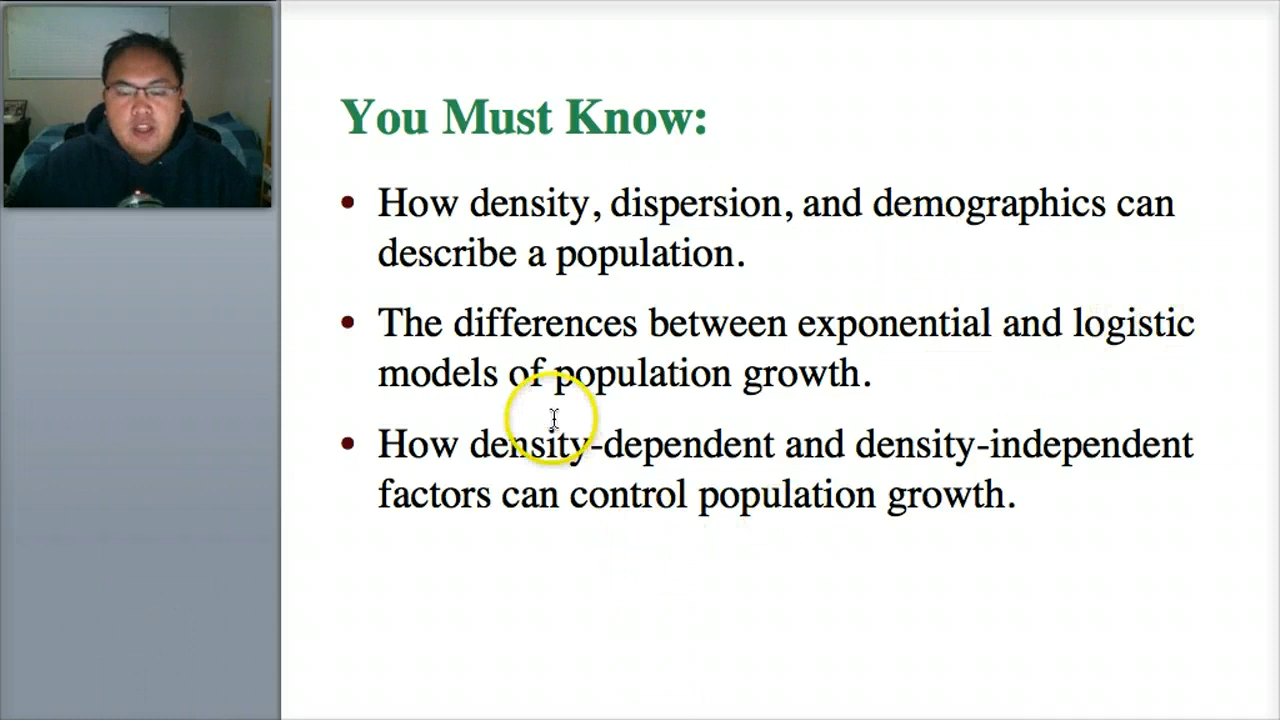 You Must Know:
• How density, dispersion, and demographics can
describe a population.
• The differences between exponential and logistic
models of population growth.
• How density-dependent and density-independent
factors can control population growth.